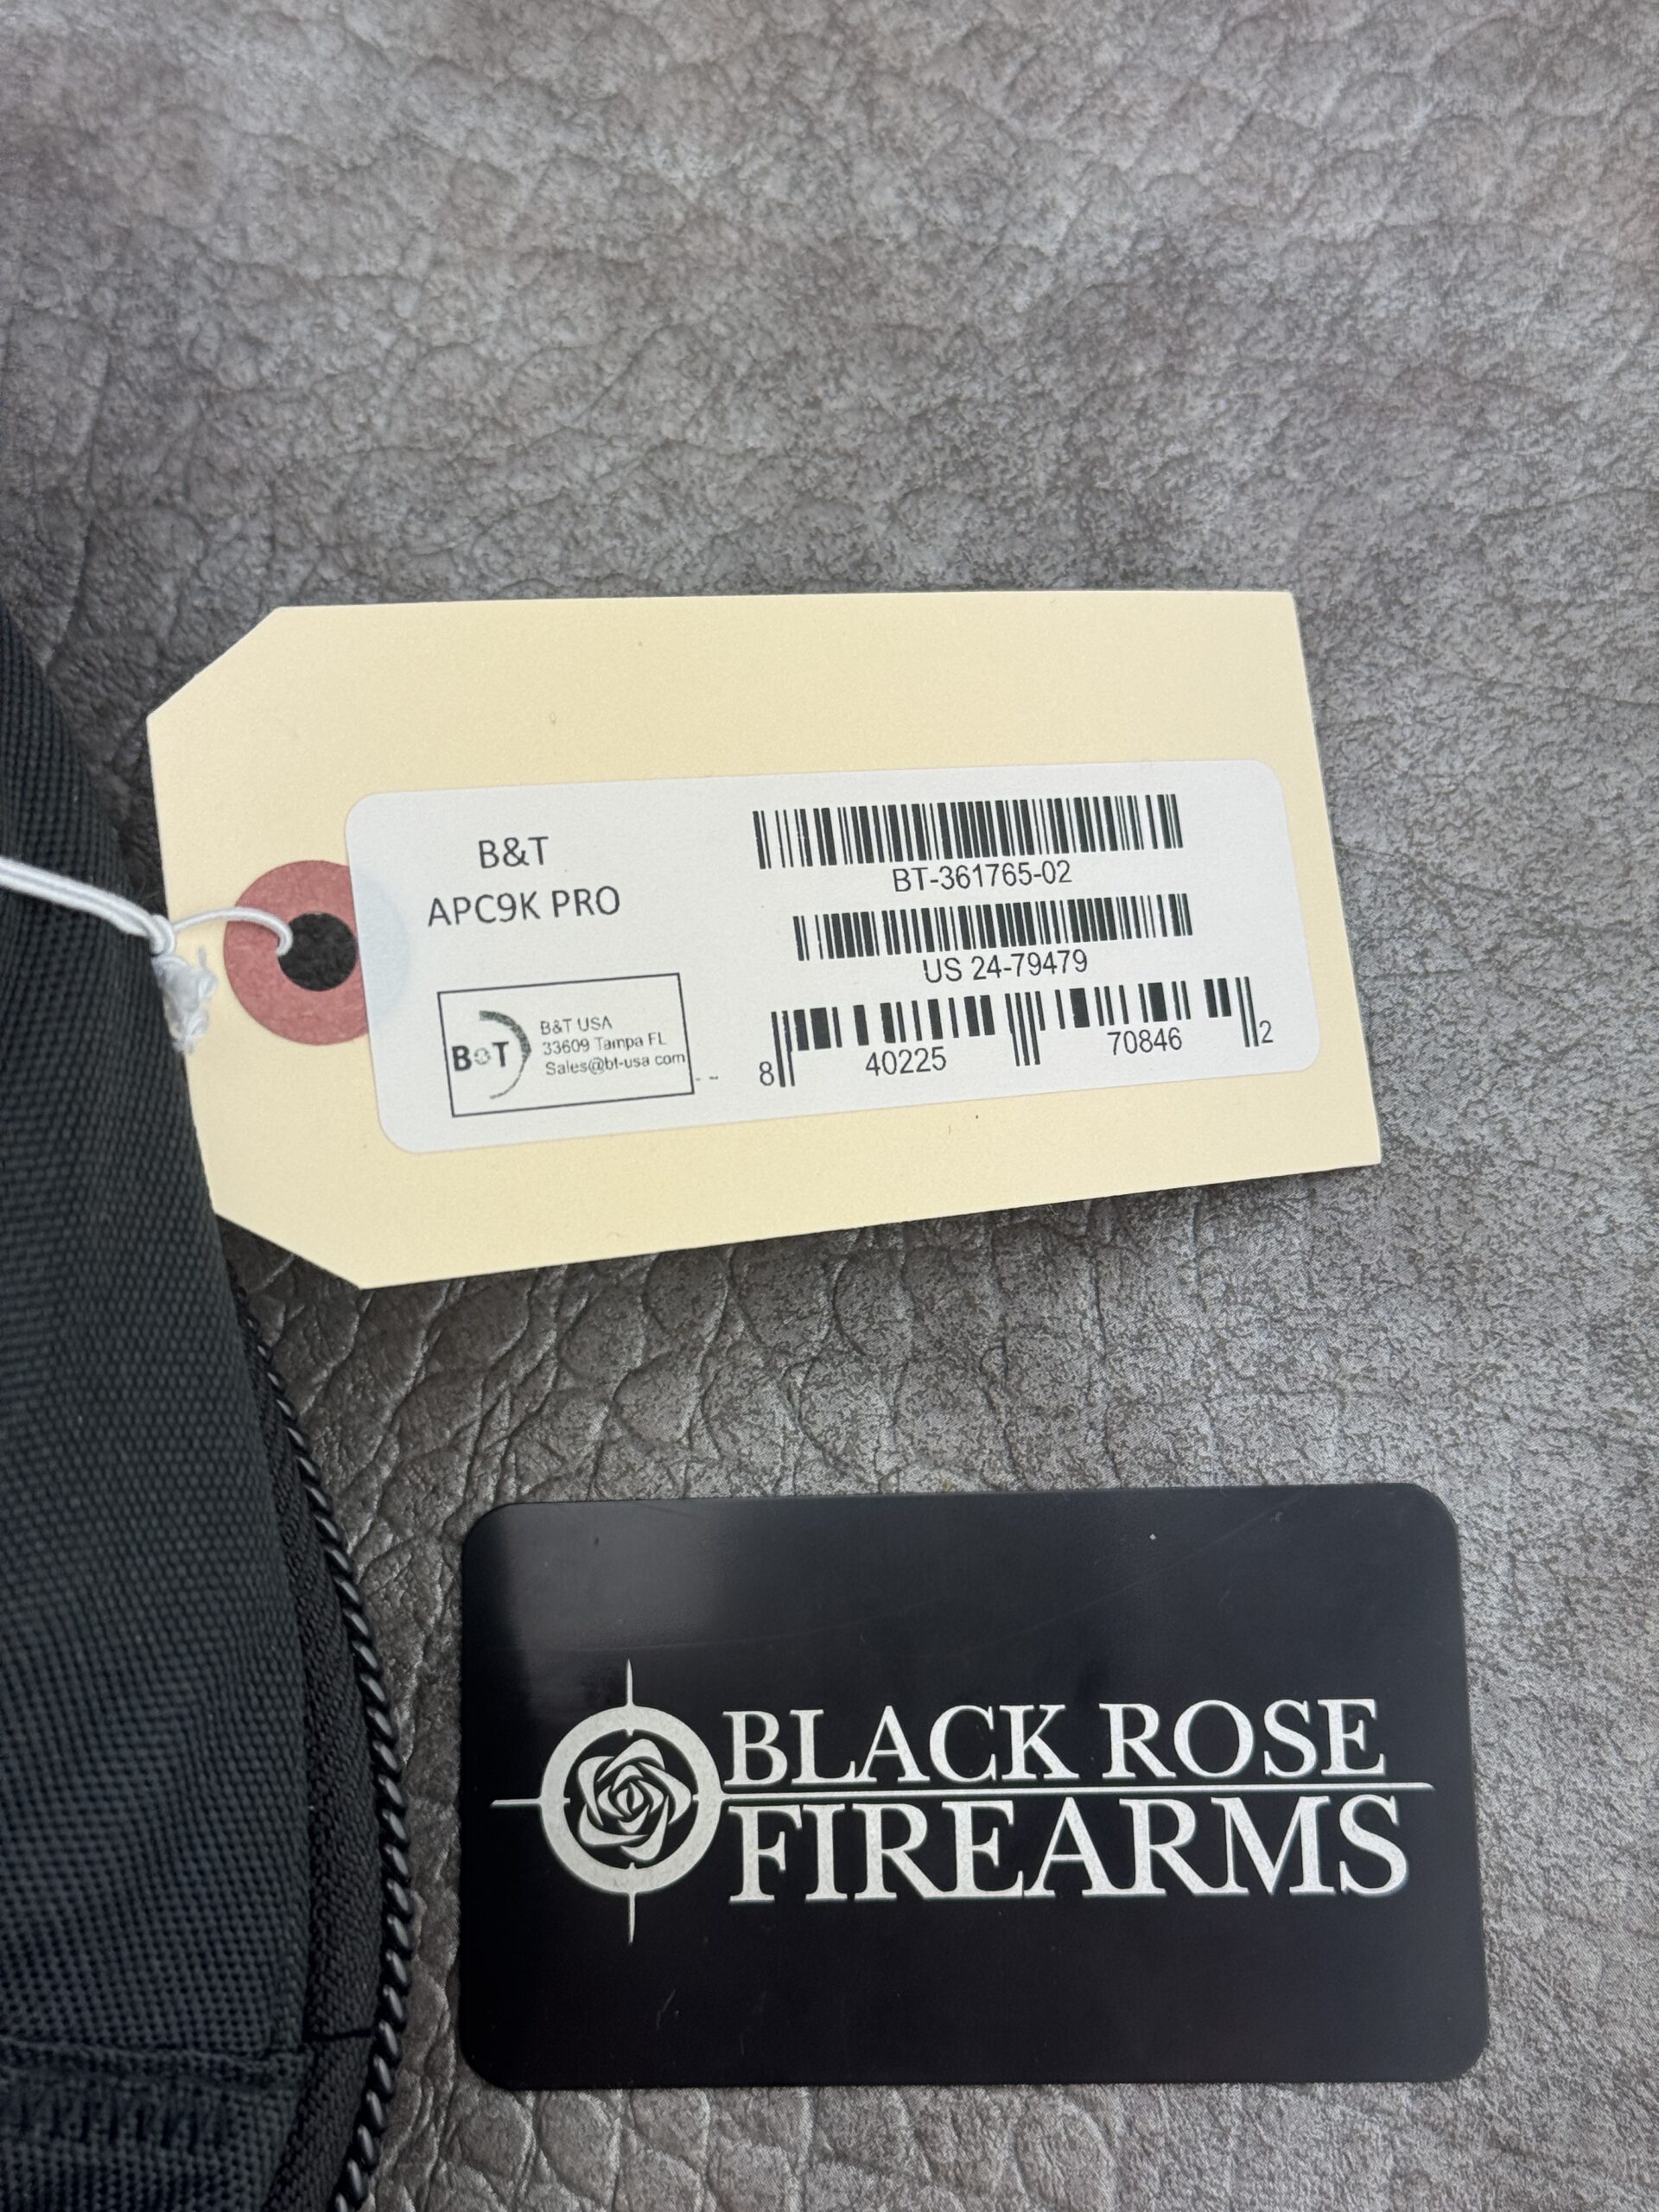 B&T
APC9K PRO
BT-361765-02
US 24-79479
8 40225 70846 2
B&T
B&T USA
33609 Tampa FL
Sales@bt-usa.com
BLACK ROSE
FIREARMS